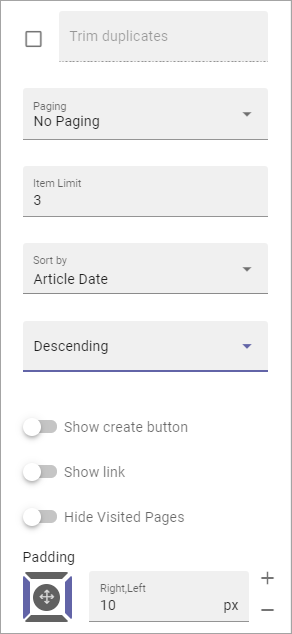 Trim duplicates
Paging
No Paging
Item Limit
3
Sort by
Article Date
Descending
Show create button
Show link
Hide Visited Pages
Padding
Right,Left
10 px